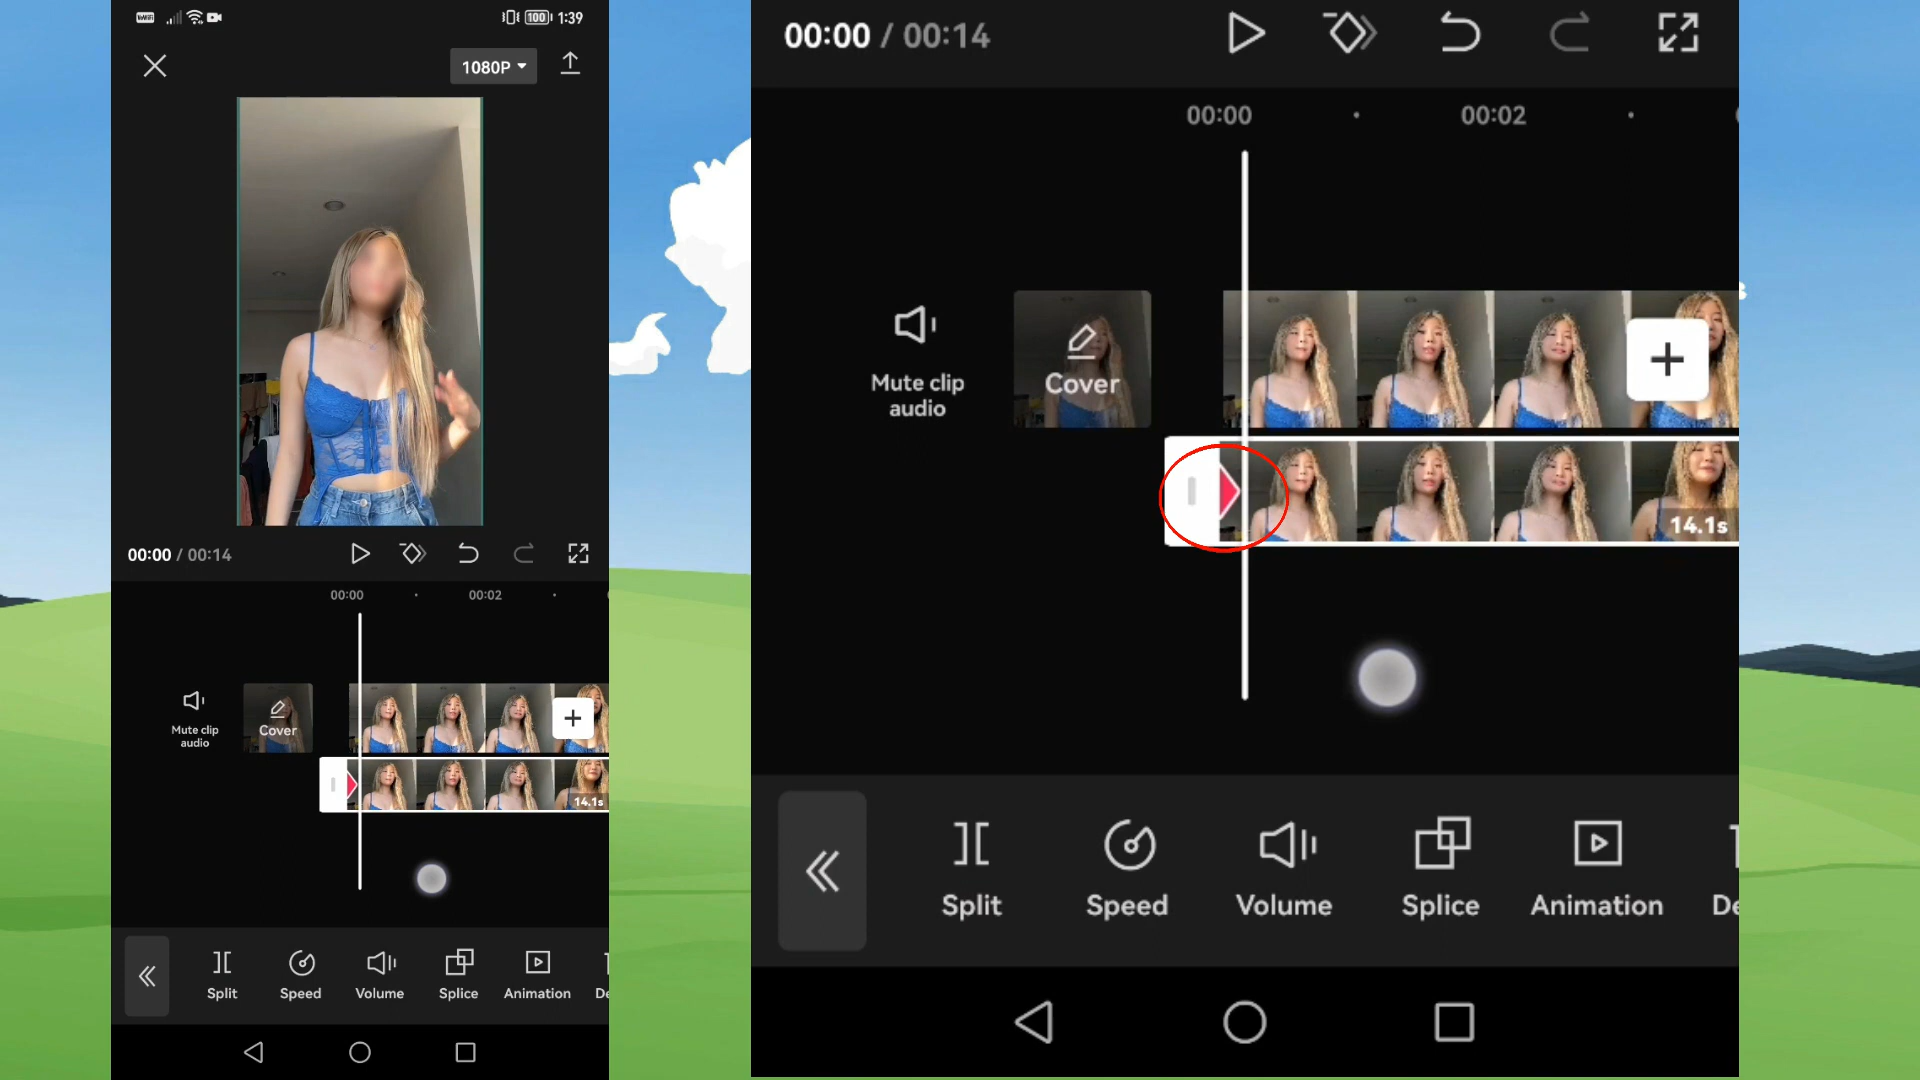 WiFi
100
1:39
1080P
00:00 / 00:14
00:00
00:02
Mute clip
audio
Cover
14.1s
Split
Speed
Volume
Splice
Animation
De
00:00 / 00:14
00:00
00:02
Mute clip
audio
Cover
14.1s
Split
Speed
Volume
Splice
Animation
De